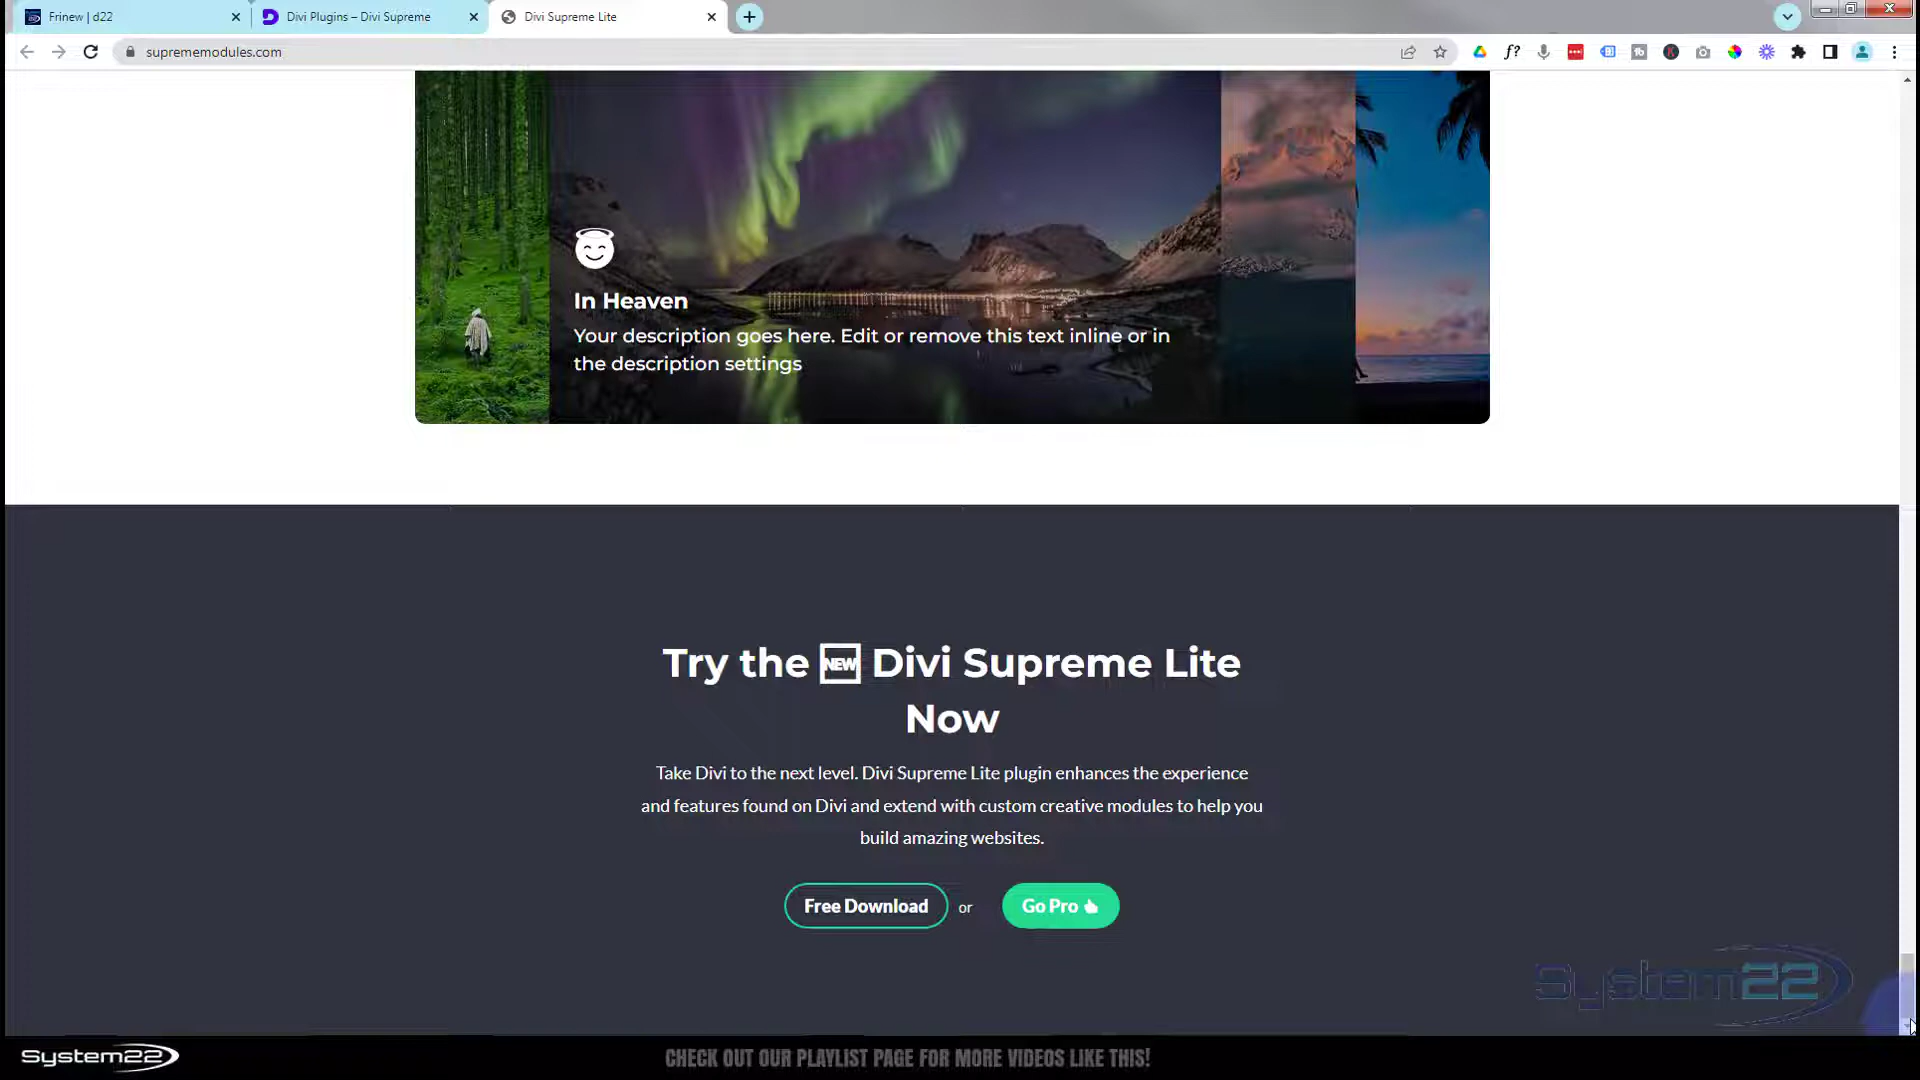 Frinew | d22
Divi Plugins – Divi Supreme
Divi Supreme Lite
suprememodules.com
f?
In Heaven
Your description goes here. Edit or remove this text inline or in
the description settings
Try the NEW Divi Supreme Lite
Now
Take Divi to the next level. Divi Supreme Lite plugin enhances the experience
and features found on Divi and extend with custom creative modules to help you
build amazing websites.
Free Download
or
Go Pro
System22
System22
CHECK OUT OUR PLAYLIST PAGE FOR MORE VIDEOS LIKE THIS!